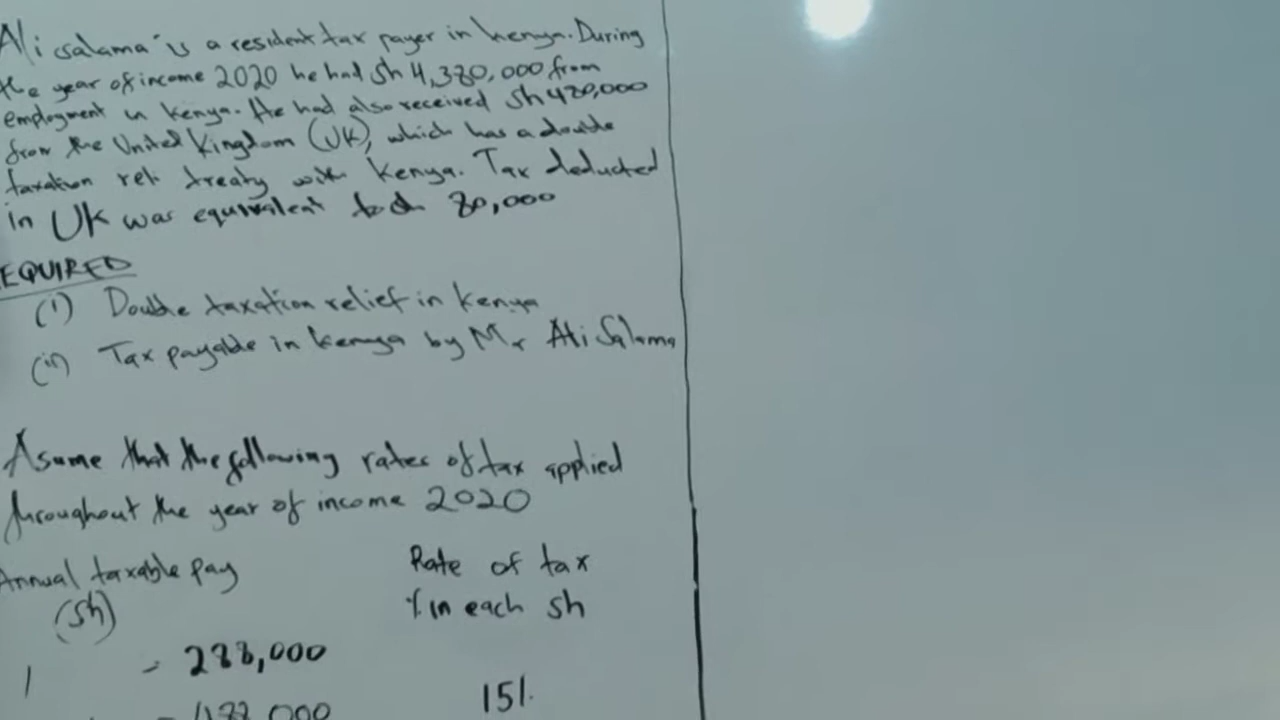 Ali Salama is a resident tax payer in kenya. During
the year of income 2020 he had sh 4,380,000 from
employment in kenya. He had also received sh 480,000
from the United Kingdom (UK), which has a double
taxation reli treaty with kenya. Tax deducted
in UK was equivalent to sh 80,000
EQUIRED
(i) Double taxation relief in kenya
(ii) Tax payable in kenya by Mr Ali Salama
Asume that the following rates of tax applied
throughout the year of income 2020
Annual taxable pay Rate of tax
(sh) % in each sh
1 - 288,000
15%